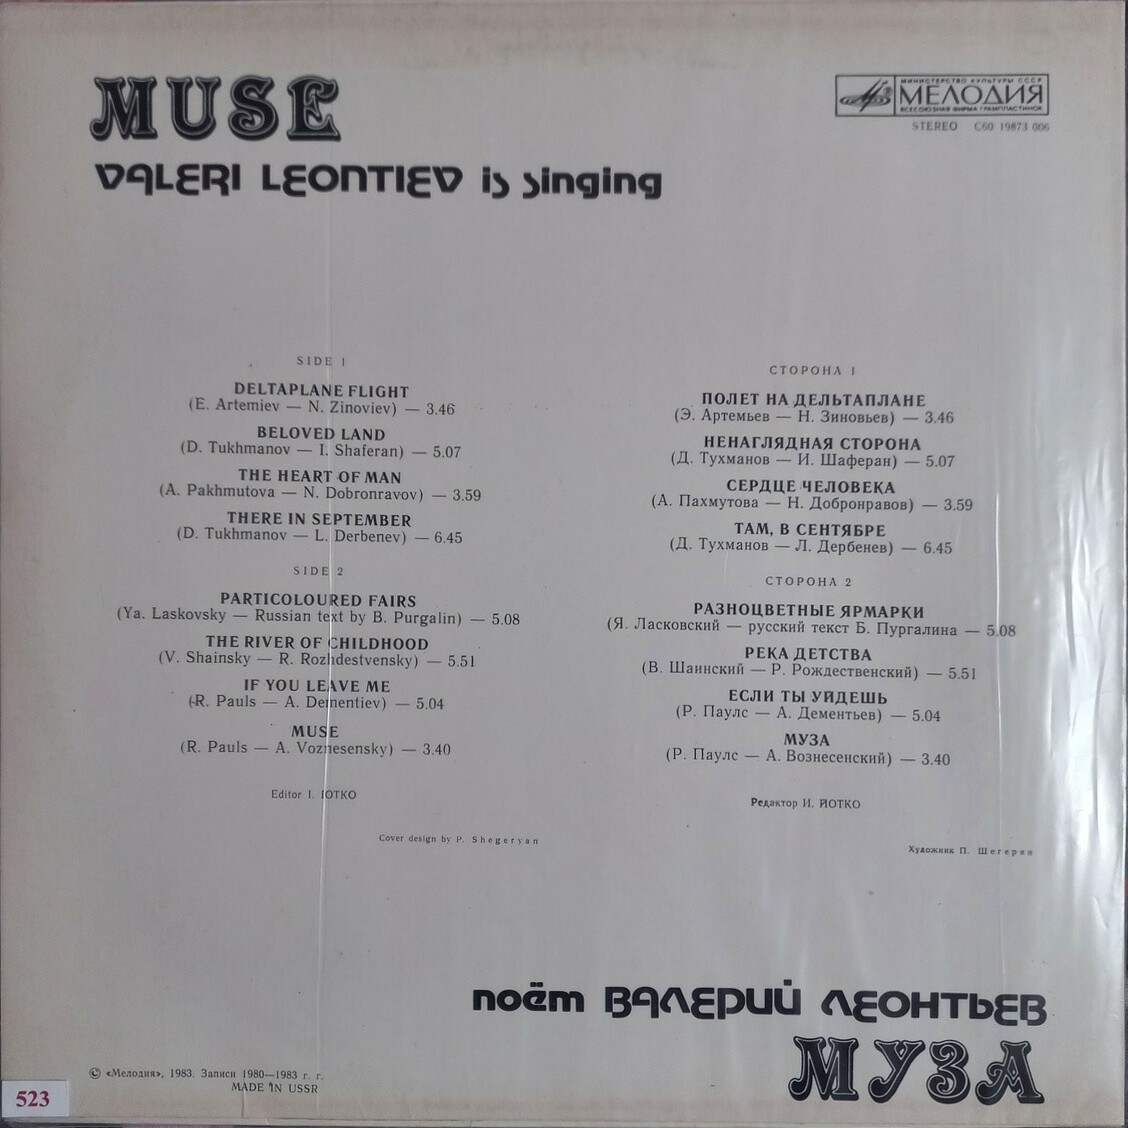 MUSE
VALERI LEONTIEV is singing
МИНИСТЕРСТВО КУЛЬТУРЫ СССР
МЕЛОДИЯ
ВСЕСОЮЗНАЯ ФИРМА ГРАМПЛАСТИНОК
STEREO С60 19873 006
SIDE 1
DELTAPLANE FLIGHT
(E. Artemiev — N. Zinoviev) — 3.46
BELOVED LAND
(D. Tukhmanov — I. Shaferan) — 5.07
THE HEART OF MAN
(A. Pakhmutova — N. Dobronravov) — 3.59
THERE IN SEPTEMBER
(D. Tukhmanov — L. Derbenev) — 6.45
SIDE 2
PARTICOLOURED FAIRS
(Ya. Laskovsky — Russian text by B. Purgalin) — 5.08
THE RIVER OF CHILDHOOD
(V. Shainsky — R. Rozhdestvensky) — 5.51
IF YOU LEAVE ME
(R. Pauls — A. Dementiev) — 5.04
MUSE
(R. Pauls — A. Voznesensky) — 3.40
Editor I. IOTKO
Cover design by P. Shegeryan
СТОРОНА 1
ПОЛЕТ НА ДЕЛЬТАПЛАНЕ
(Э. Артемьев — Н. Зиновьев) — 3.46
НЕНАГЛЯДНАЯ СТОРОНА
(Д. Тухманов — И. Шаферан) — 5.07
СЕРДЦЕ ЧЕЛОВЕКА
(А. Пахмутова — Н. Добронравов) — 3.59
ТАМ, В СЕНТЯБРЕ
(Д. Тухманов — Л. Дербенев) — 6.45
СТОРОНА 2
РАЗНОЦВЕТНЫЕ ЯРМАРКИ
(Я. Ласковский — русский текст Б. Пургалина — 5.08
РЕКА ДЕТСТВА
(В. Шаинский — Р. Рождественский) — 5.51
ЕСЛИ ТЫ УЙДЕШЬ
(Р. Паулс — А. Дементьев) — 5.04
МУЗА
(Р. Паулс — А. Вознесенский) — 3.40
Редактор И. ЙОТКО
Художник П. Шегерян
поёт ВАЛЕРИЙ ЛЕОНТЬЕВ
МУЗА
© «Мелодия», 1983. Записи 1980—1983 г. г.
MADE IN USSR
523